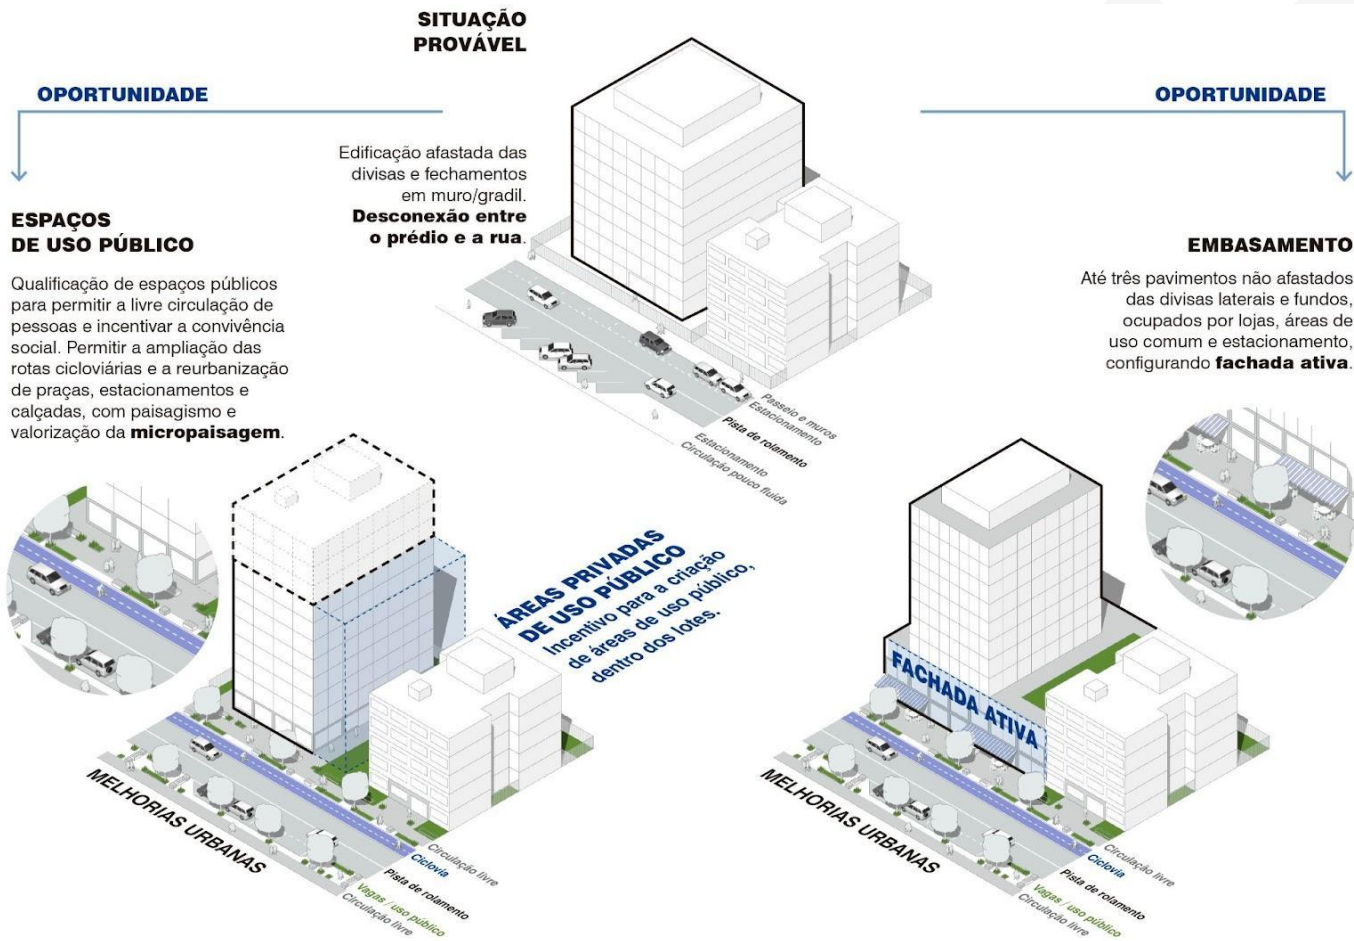 SITUAÇÃO
PROVÁVEL
Edificação afastada das
divisas e fechamentos
em muro/gradil.
Desconexão entre
o prédio e a rua.
Passeio e muros
Estacionamento
Pista de rolamento
Estacionamento
Circulação pouco fluida
OPORTUNIDADE
ESPAÇOS
DE USO PÚBLICO
Qualificação de espaços públicos
para permitir a livre circulação de
pessoas e incentivar a convivência
social. Permitir a ampliação das
rotas cicloviárias e a reurbanização
de praças, estacionamentos e
calçadas, com paisagismo e
valorização da micropaisagem.
ÁREAS PRIVADAS
DE USO PÚBLICO
Incentivo para a criação
de áreas de uso público,
dentro dos lotes.
MELHORIAS URBANAS
Circulação livre
Ciclovia
Pista de rolamento
Vagas / uso público
Circulação livre
OPORTUNIDADE
EMBASAMENTO
Até três pavimentos não afastados
das divisas laterais e fundos,
ocupados por lojas, áreas de
uso comum e estacionamento,
configurando fachada ativa.
FACHADA ATIVA
MELHORIAS URBANAS
Circulação livre
Ciclovia
Pista de rolamento
Vagas / uso público
Circulação livre